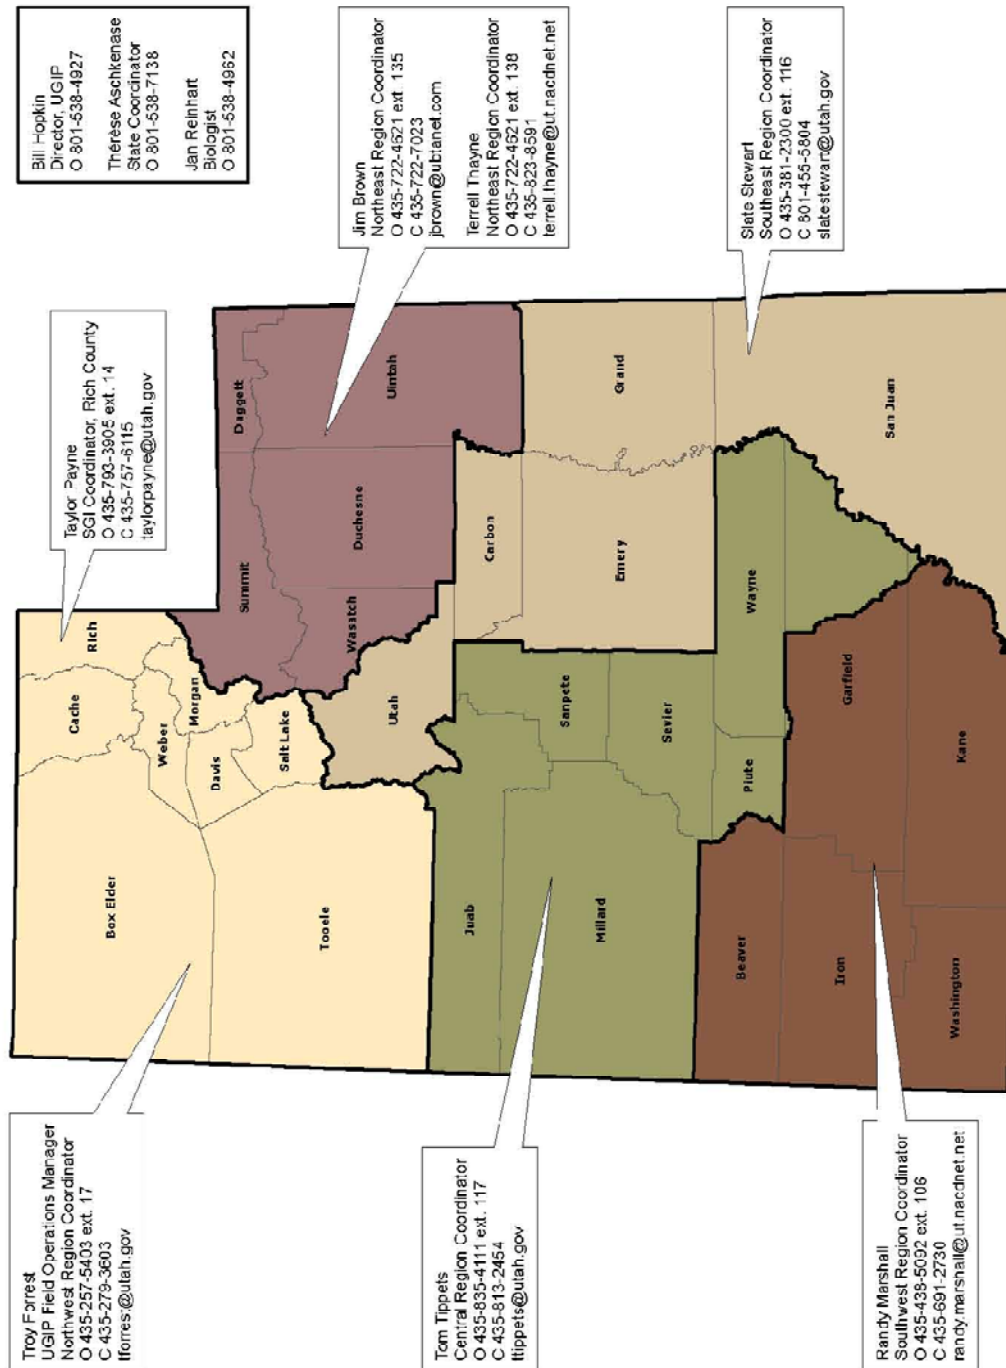 Bill Hopkin
Director, UGIP
O 801-538-4927
Thérèse Aschkenase
State Coordinator
O 801-538-7138
Jan Reinhart
Biologist
O 801-538-4962
Taylor Payne
SGI Coordinator, Rich County
O 435-793-3905 ext. 14
C 435-757-6115
taylorpayne@utah.gov
Jim Brown
Northeast Region Coordinator
O 435-722-4621 ext. 135
C 435-722-7023
jbrown@ubtanet.com
Terrell Thayne
Northeast Region Coordinator
O 435-722-4621 ext. 138
C 435-823-8591
terrell.thayne@ut.nacdnet.net
Slate Stewart
Southeast Region Coordinator
O 435-381-2300 ext. 116
C 801-455-5804
slatestewart@utah.gov
Troy Forrest
UGIP Field Operations Manager
Northwest Region Coordinator
O 435-257-5403 ext. 17
C 435-279-3603
tforrest@utah.gov
Tom Tippets
Central Region Coordinator
O 435-835-4111 ext. 117
C 435-813-2454
ttippets@utah.gov
Randy Marshall
Southwest Region Coordinator
O 435-438-5092 ext. 106
C 435-691-2730
randy.marshall@ut.nacdnet.net
Box Elder
Cache
Rich
Weber
Morgan
Davis
Salt Lake
Tooele
Summit
Daggett
Wasatch
Duchesne
Uintah
Utah
Carbon
Juab
Sanpete
Emery
Grand
Millard
Sevier
Beaver
Piute
Wayne
Iron
Garfield
San Juan
Washington
Kane